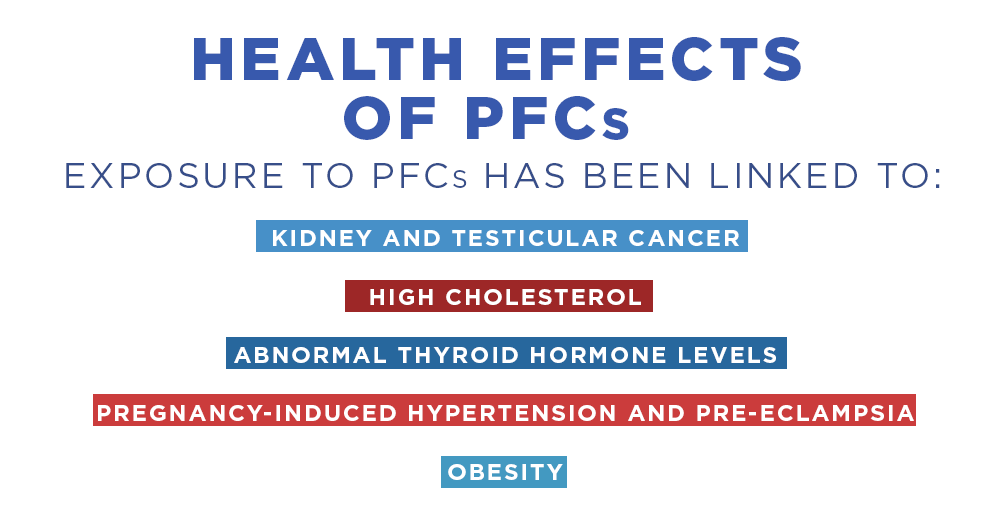 HEALTH EFFECTS
OF PFCs
EXPOSURE TO PFCs HAS BEEN LINKED TO:
KIDNEY AND TESTICULAR CANCER
HIGH CHOLESTEROL
ABNORMAL THYROID HORMONE LEVELS
PREGNANCY-INDUCED HYPERTENSION AND PRE-ECLAMPSIA
OBESITY